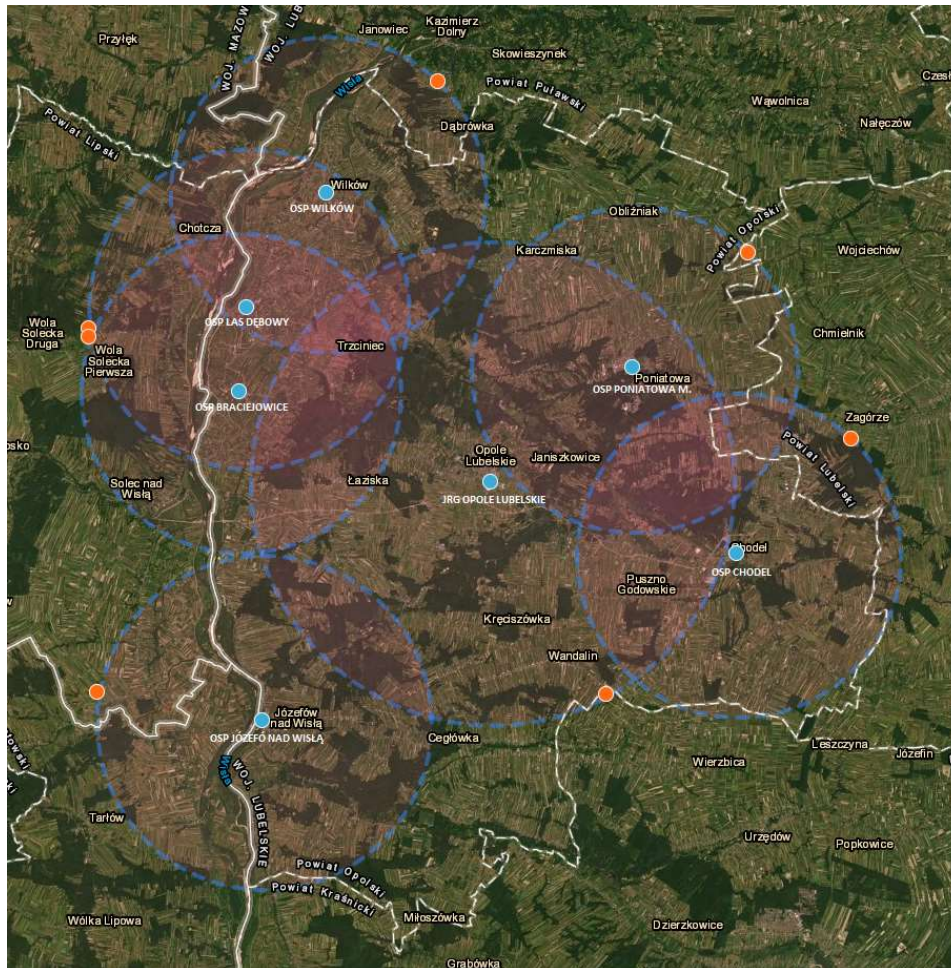 Kazimierz
Dolny
WOJ. MAZOW
WOJ. LUB
Przyłęk
Janowiec
Skowieszynek
Czesł
Wisła
Powiat Puławski
Wąwolnica
Nałęczów
Dąbrówka
Powiat Lipski
Wilków
OSP WILKÓW
Chotcza
Obliźniak
Karczmiska
Powiat Opolski
Wojciechów
OSP LAS DĘBOWY
Wola
Solecka
Druga
Wola
Solecka
Pierwsza
Trzciniec
Chmielnik
Poniatowa
OSP PONIATOWA M.
OSP BRACIEJOWICE
Zagórze
osko
Opole
Lubelskie
Janiszkowice
Powiat Lubelski
Solec nad
Wisłą
Łaziska
JRG OPOLE LUBELSKIE
Chodel
OSP CHODEL
Puszno
Godowskie
Kręciszówka
Wandalin
Józefów
nad Wisłą
OSP JÓZEFO NAD WISŁĄ
Cegłówka
Leszczyna
Józefin
Wierzbica
Wisła
WOJ. LUBELSKIE
Tarłów
Urzędów
Popkowice
Powiat Opolski
Powiat Kraśnicki
Wólka Lipowa
Miłoszówka
Dzierzkowice
Grabówka